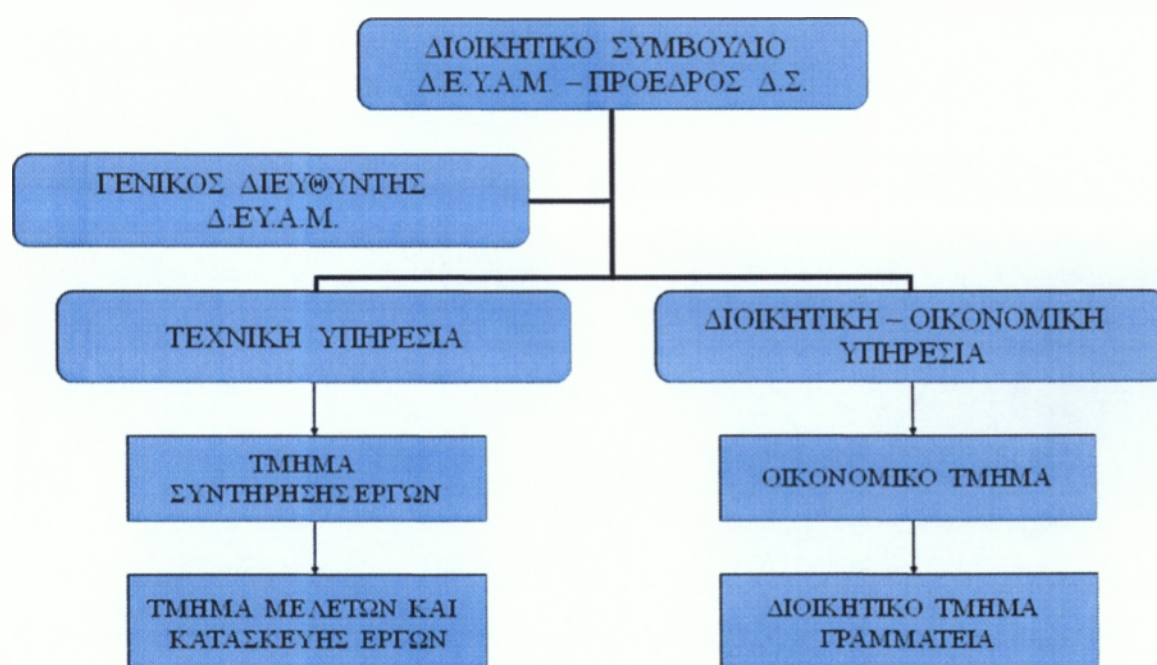 ΔΙΟΙΚΗΤΙΚΟ ΣΥΜΒΟΥΛΙΟ
Δ.Ε.Υ.Α.Μ. – ΠΡΟΕΔΡΟΣ Δ.Σ.
ΓΕΝΙΚΟΣ ΔΙΕΥΘΥΝΤΗΣ
Δ.ΕΥ.Α.Μ.
ΤΕΧΝΙΚΗ ΥΠΗΡΕΣΙΑ
ΔΙΟΙΚΗΤΙΚΗ – ΟΙΚΟΝΟΜΙΚΗ
ΥΠΗΡΕΣΙΑ
ΤΜΗΜΑ
ΣΥΝΤΗΡΗΣΗΣ ΕΡΓΩΝ
ΟΙΚΟΝΟΜΙΚΟ ΤΜΗΜΑ
ΤΜΗΜΑ ΜΕΛΕΤΩΝ ΚΑΙ
ΚΑΤΑΣΚΕΥΗΣ ΕΡΓΩΝ
ΔΙΟΙΚΗΤΙΚΟ ΤΜΗΜΑ
ΓΡΑΜΜΑΤΕΙΑ